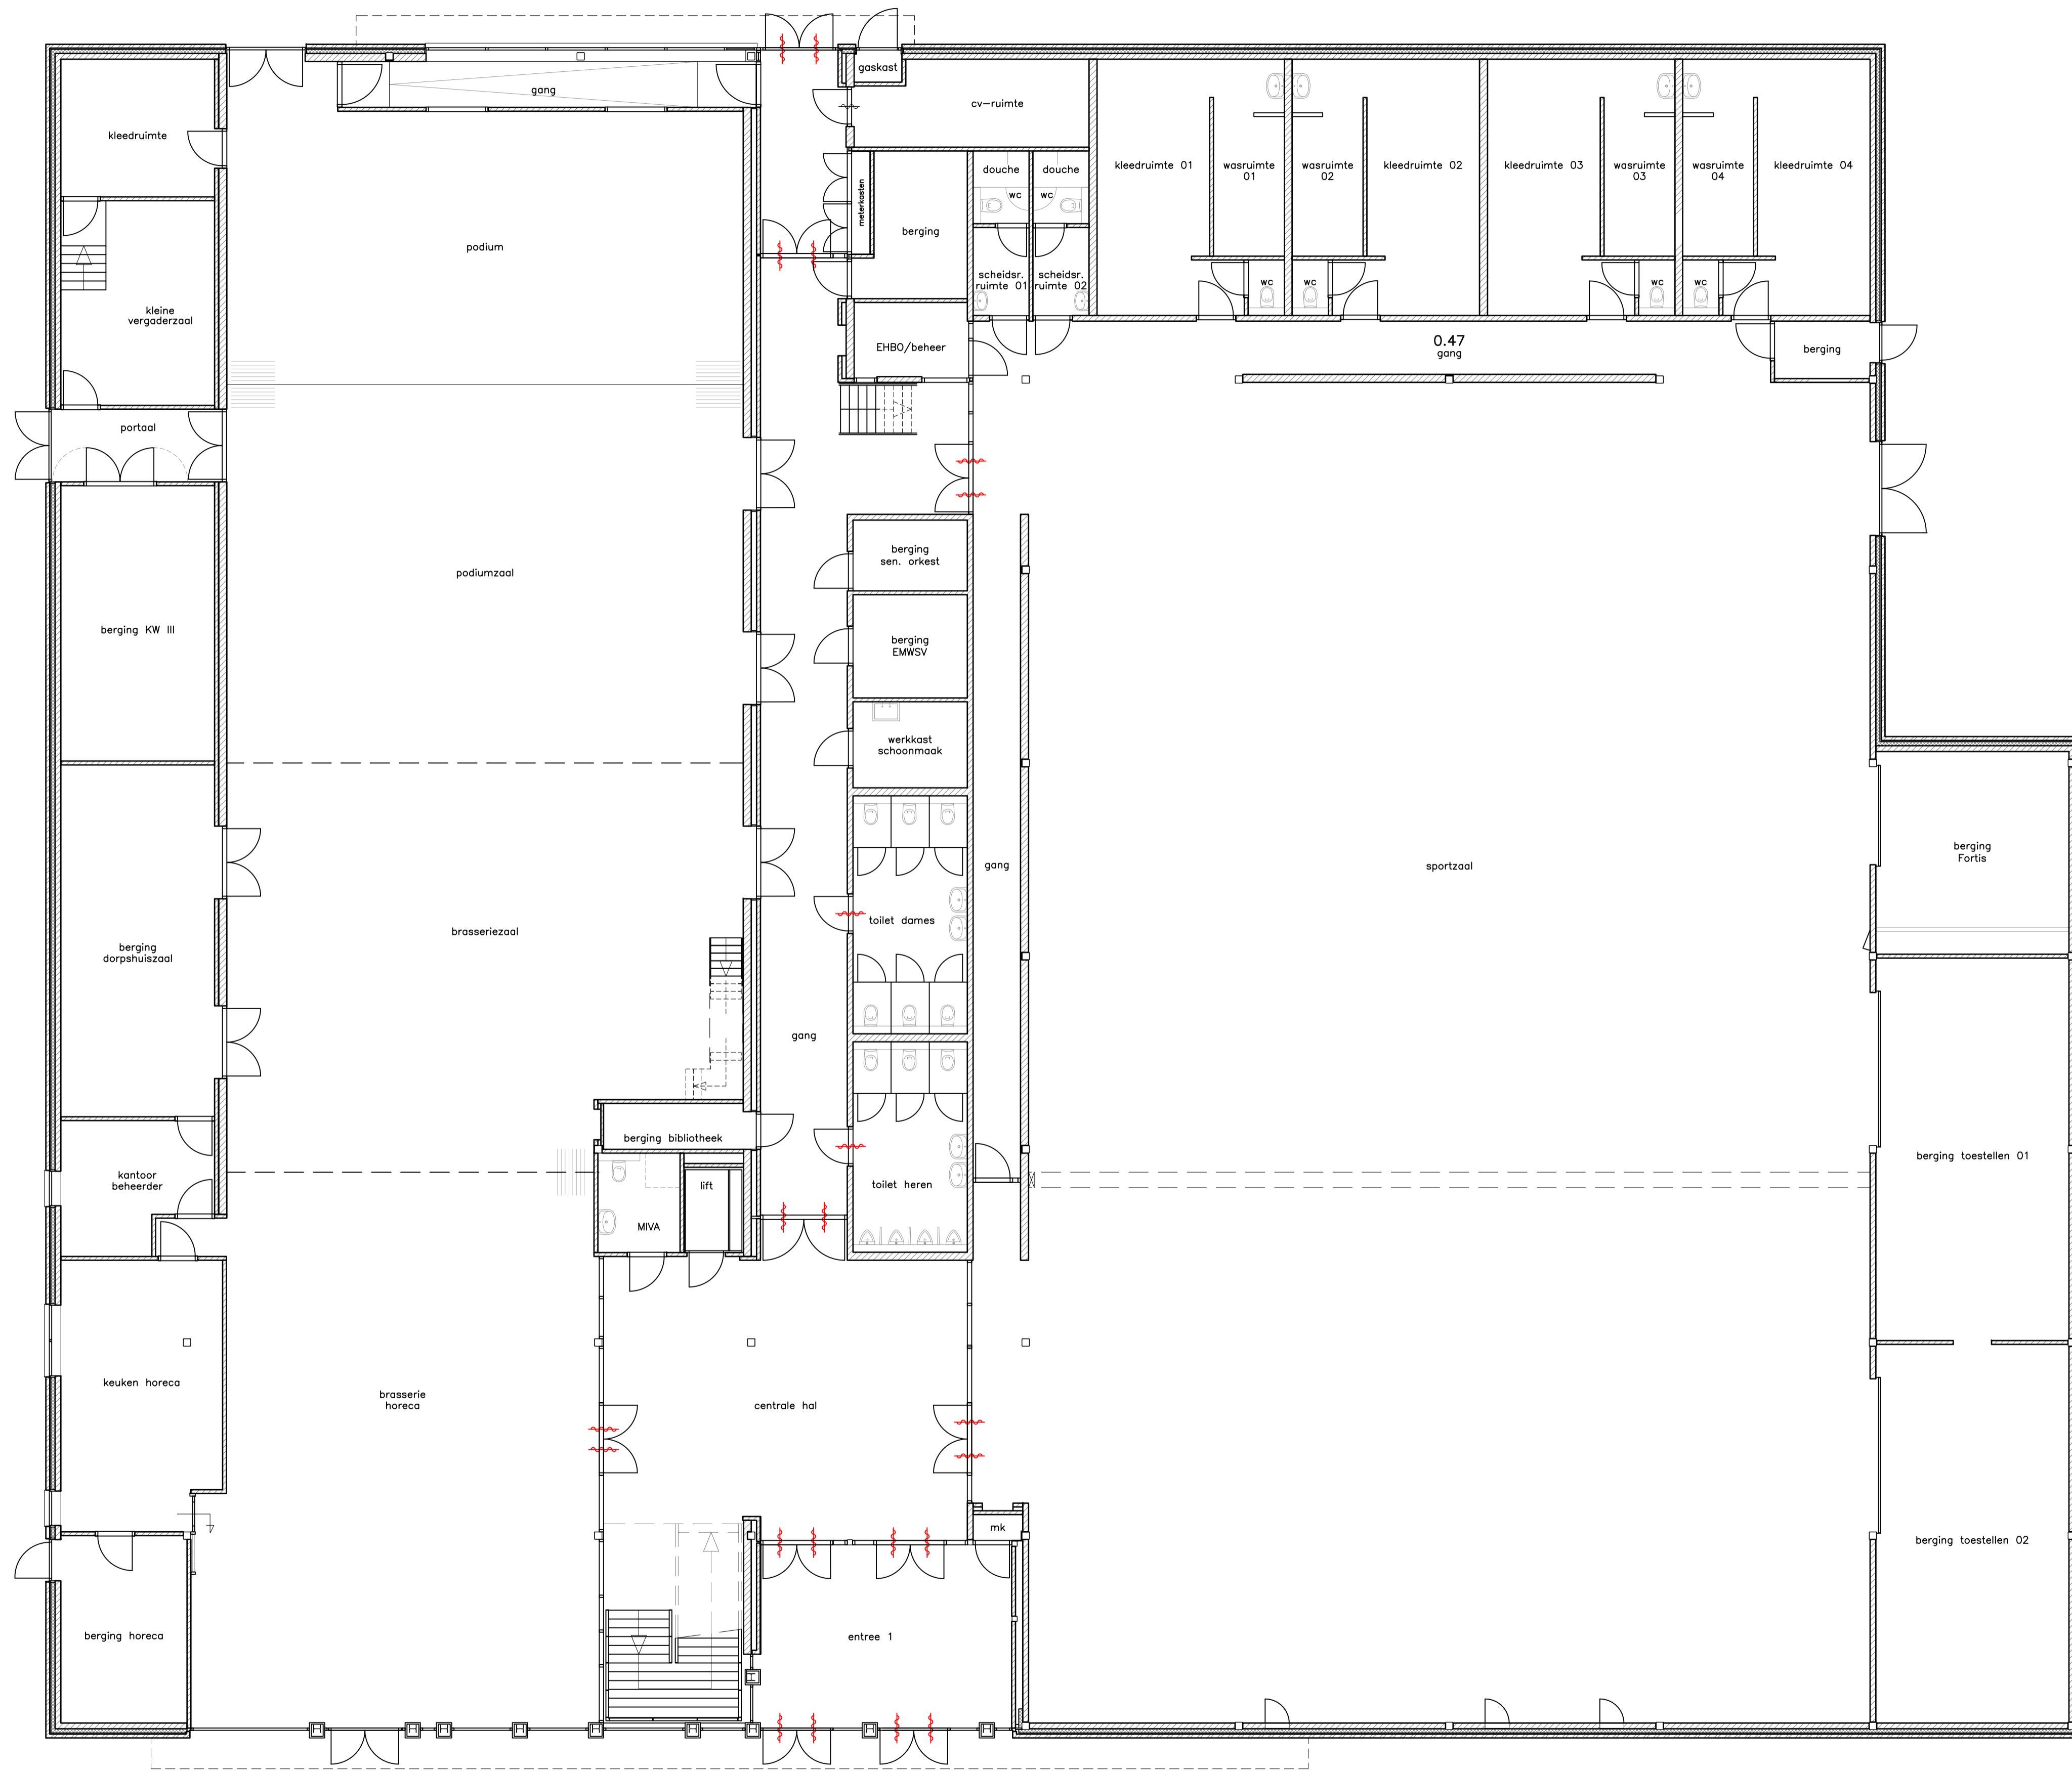 gaskast
gang
cv-ruimte
kleedruimte
meterkasten
douche
douche
kleedruimte 01
wasruimte
01
wasruimte
02
kleedruimte 02
kleedruimte 03
wasruimte
03
wasruimte
04
kleedruimte 04
wc
wc
berging
podium
scheidsr.
ruimte 01
scheidsr.
ruimte 02
wc
wc
wc
wc
kleine
vergaderzaal
EHBO/beheer
0.47
gang
berging
portaal
berging
sen. orkest
podiumzaal
berging KW III
berging
EMWSV
werkkast
schoonmaak
gang
sportzaal
berging
Fortis
toilet dames
brasseriezaal
berging
dorpshuiszaal
gang
berging bibliotheek
berging toestellen 01
kantoor
beheerder
lift
toilet heren
MIVA
keuken horeca
brasserie
horeca
centrale hal
mk
berging toestellen 02
berging horeca
entree 1